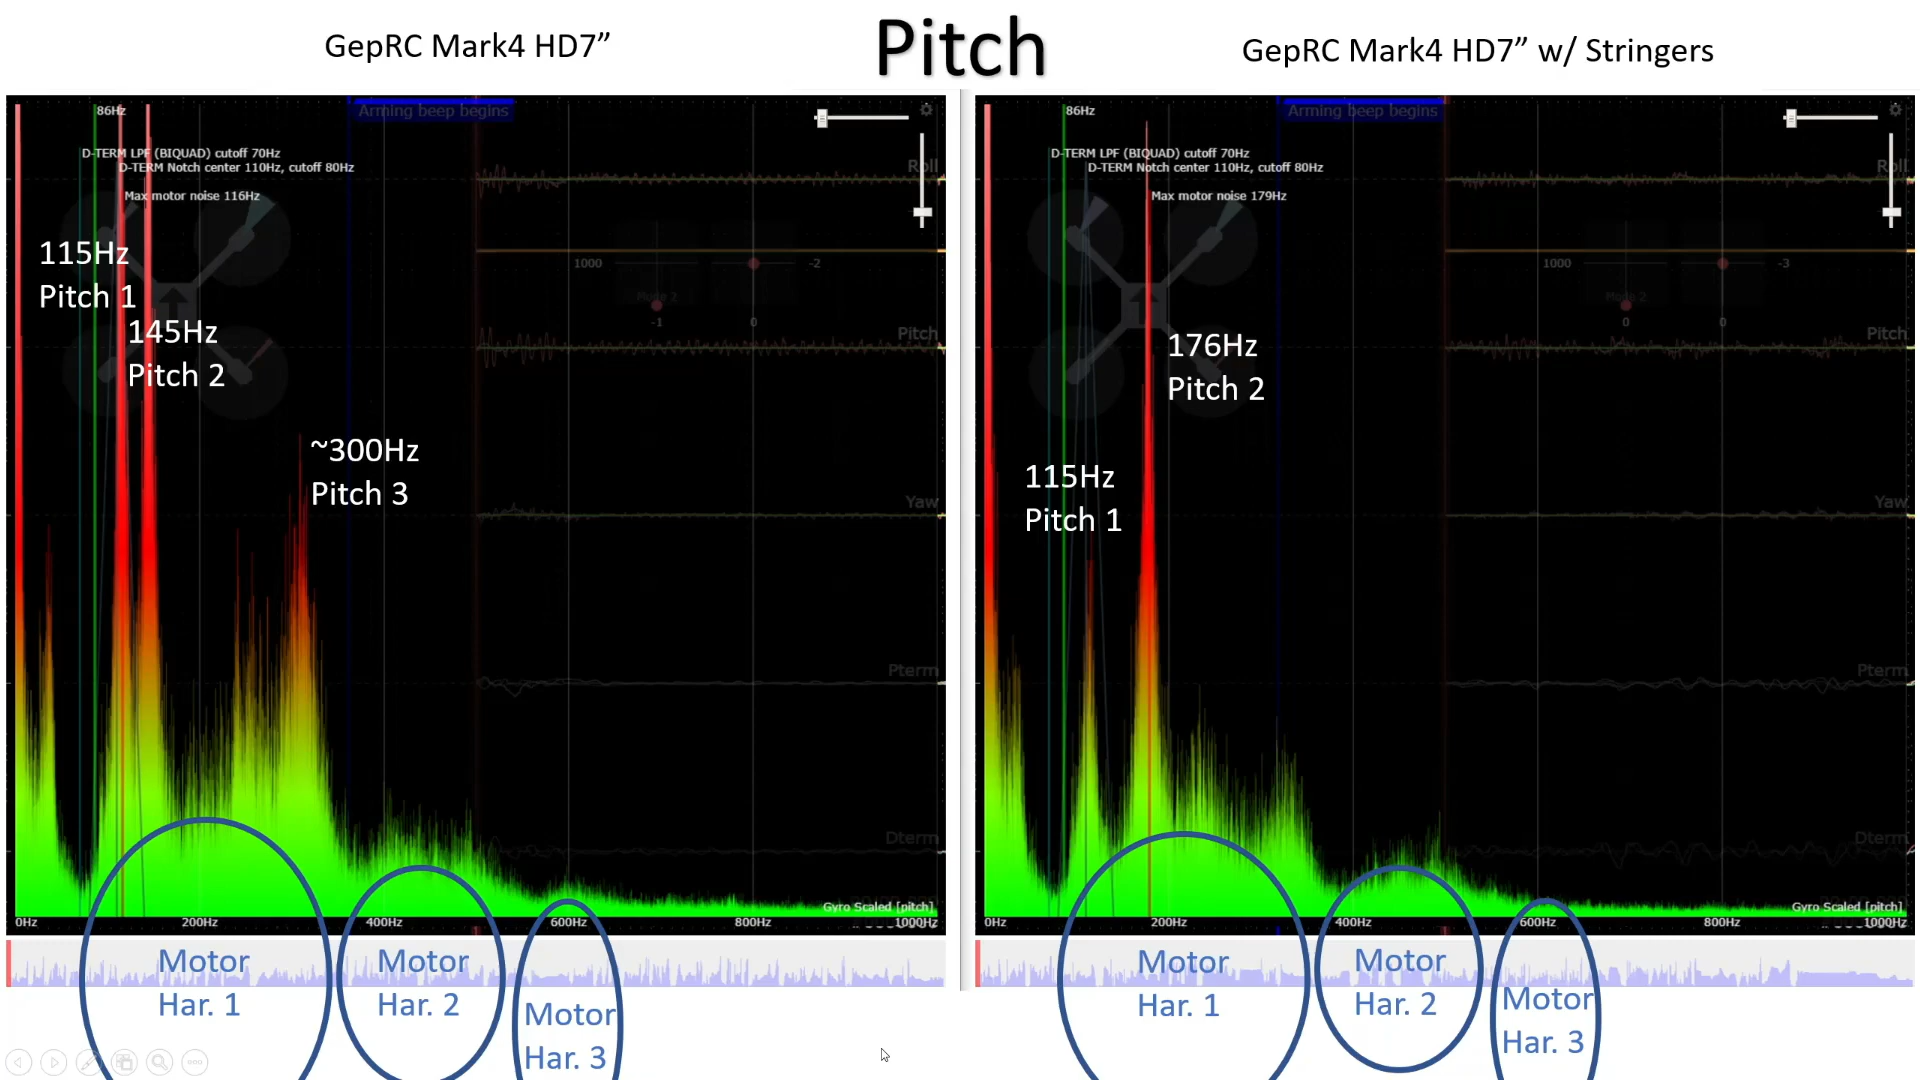 Pitch
GepRC Mark4 HD7”
GepRC Mark4 HD7” w/ Stringers
86Hz
Arming beep begins
D-TERM LPF (BIQUAD) cutoff 70Hz
D-TERM Notch center 110Hz, cutoff 80Hz
Max motor noise 116Hz
Roll
115Hz
Pitch 1
145Hz
Pitch 2
~300Hz
Pitch 3
1000
-2
Mode 2
-1
0
Pitch
Yaw
Pterm
Dterm
Gyro Scaled [pitch]
0Hz
200Hz
400Hz
600Hz
800Hz
1000Hz
Motor
Har. 1
Motor
Har. 2
Motor
Har. 3
86Hz
Arming beep begins
D-TERM LPF (BIQUAD) cutoff 70Hz
D-TERM Notch center 110Hz, cutoff 80Hz
Max motor noise 179Hz
Roll
176Hz
Pitch 2
115Hz
Pitch 1
1000
-3
Mode 2
0
0
Pitch
Yaw
Pterm
Dterm
Gyro Scaled [pitch]
0Hz
200Hz
400Hz
600Hz
800Hz
1000Hz
Motor
Har. 1
Motor
Har. 2
Motor
Har. 3